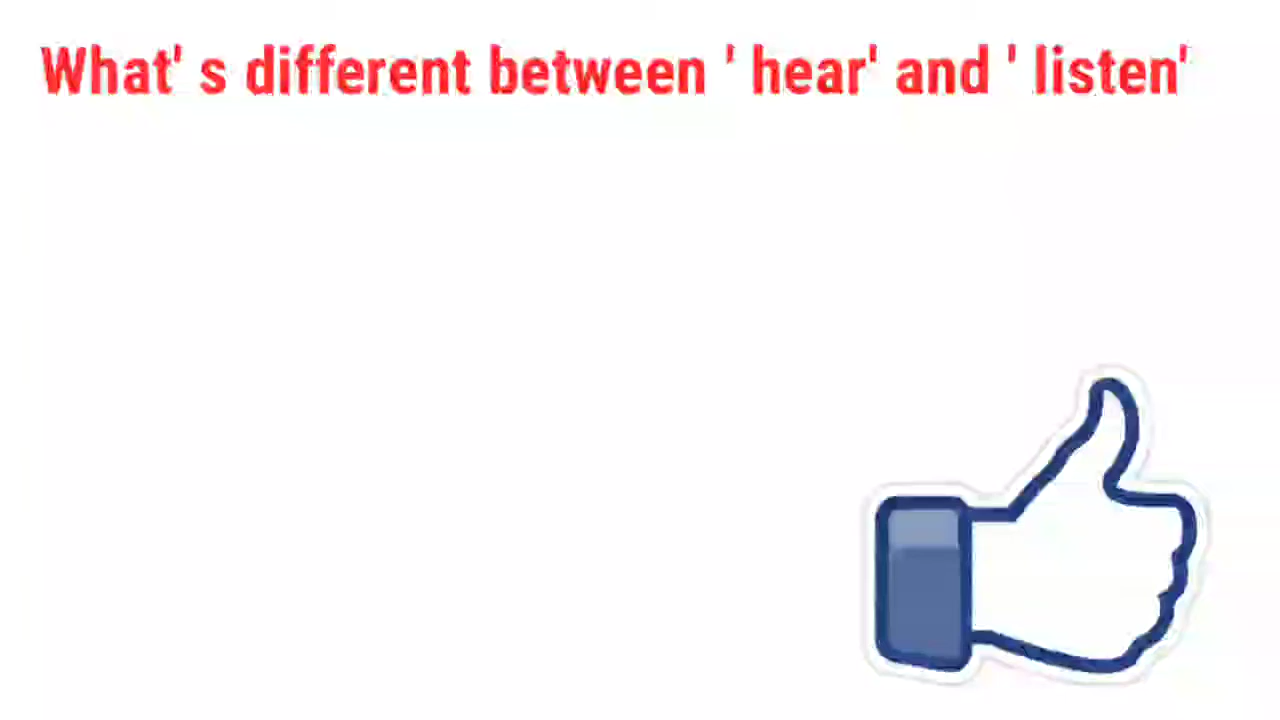 What' s different between ' hear' and ' listen'